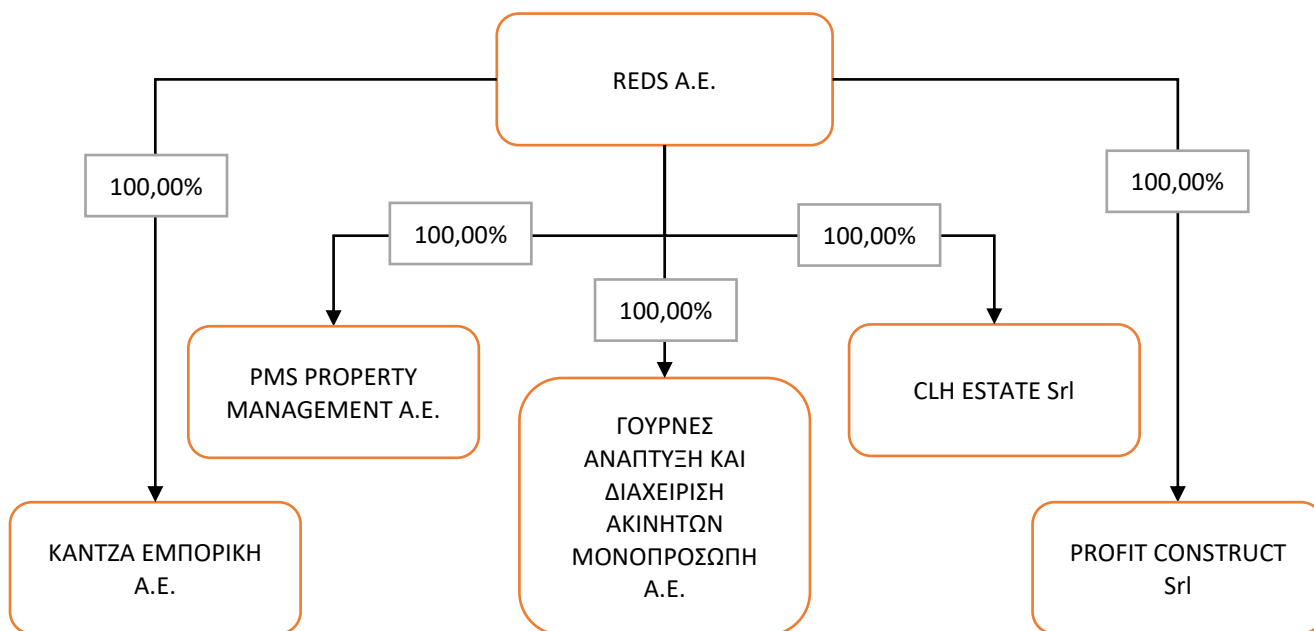 REDS A.E.
100,00%
100,00%
100,00%
100,00%
100,00%
PMS PROPERTY
MANAGEMENT A.E.
CLH ESTATE Srl
ΓΟΥΡΝΕΣ
ΑΝΑΠΤΥΞΗ ΚΑΙ
ΔΙΑΧΕΙΡΙΣΗ
ΑΚΙΝΗΤΩΝ
ΜΟΝΟΠΡΟΣΩΠΗ
Α.Ε.
ΚΑΝΤΖΑ ΕΜΠΟΡΙΚΗ
Α.Ε.
PROFIT CONSTRUCT
Srl